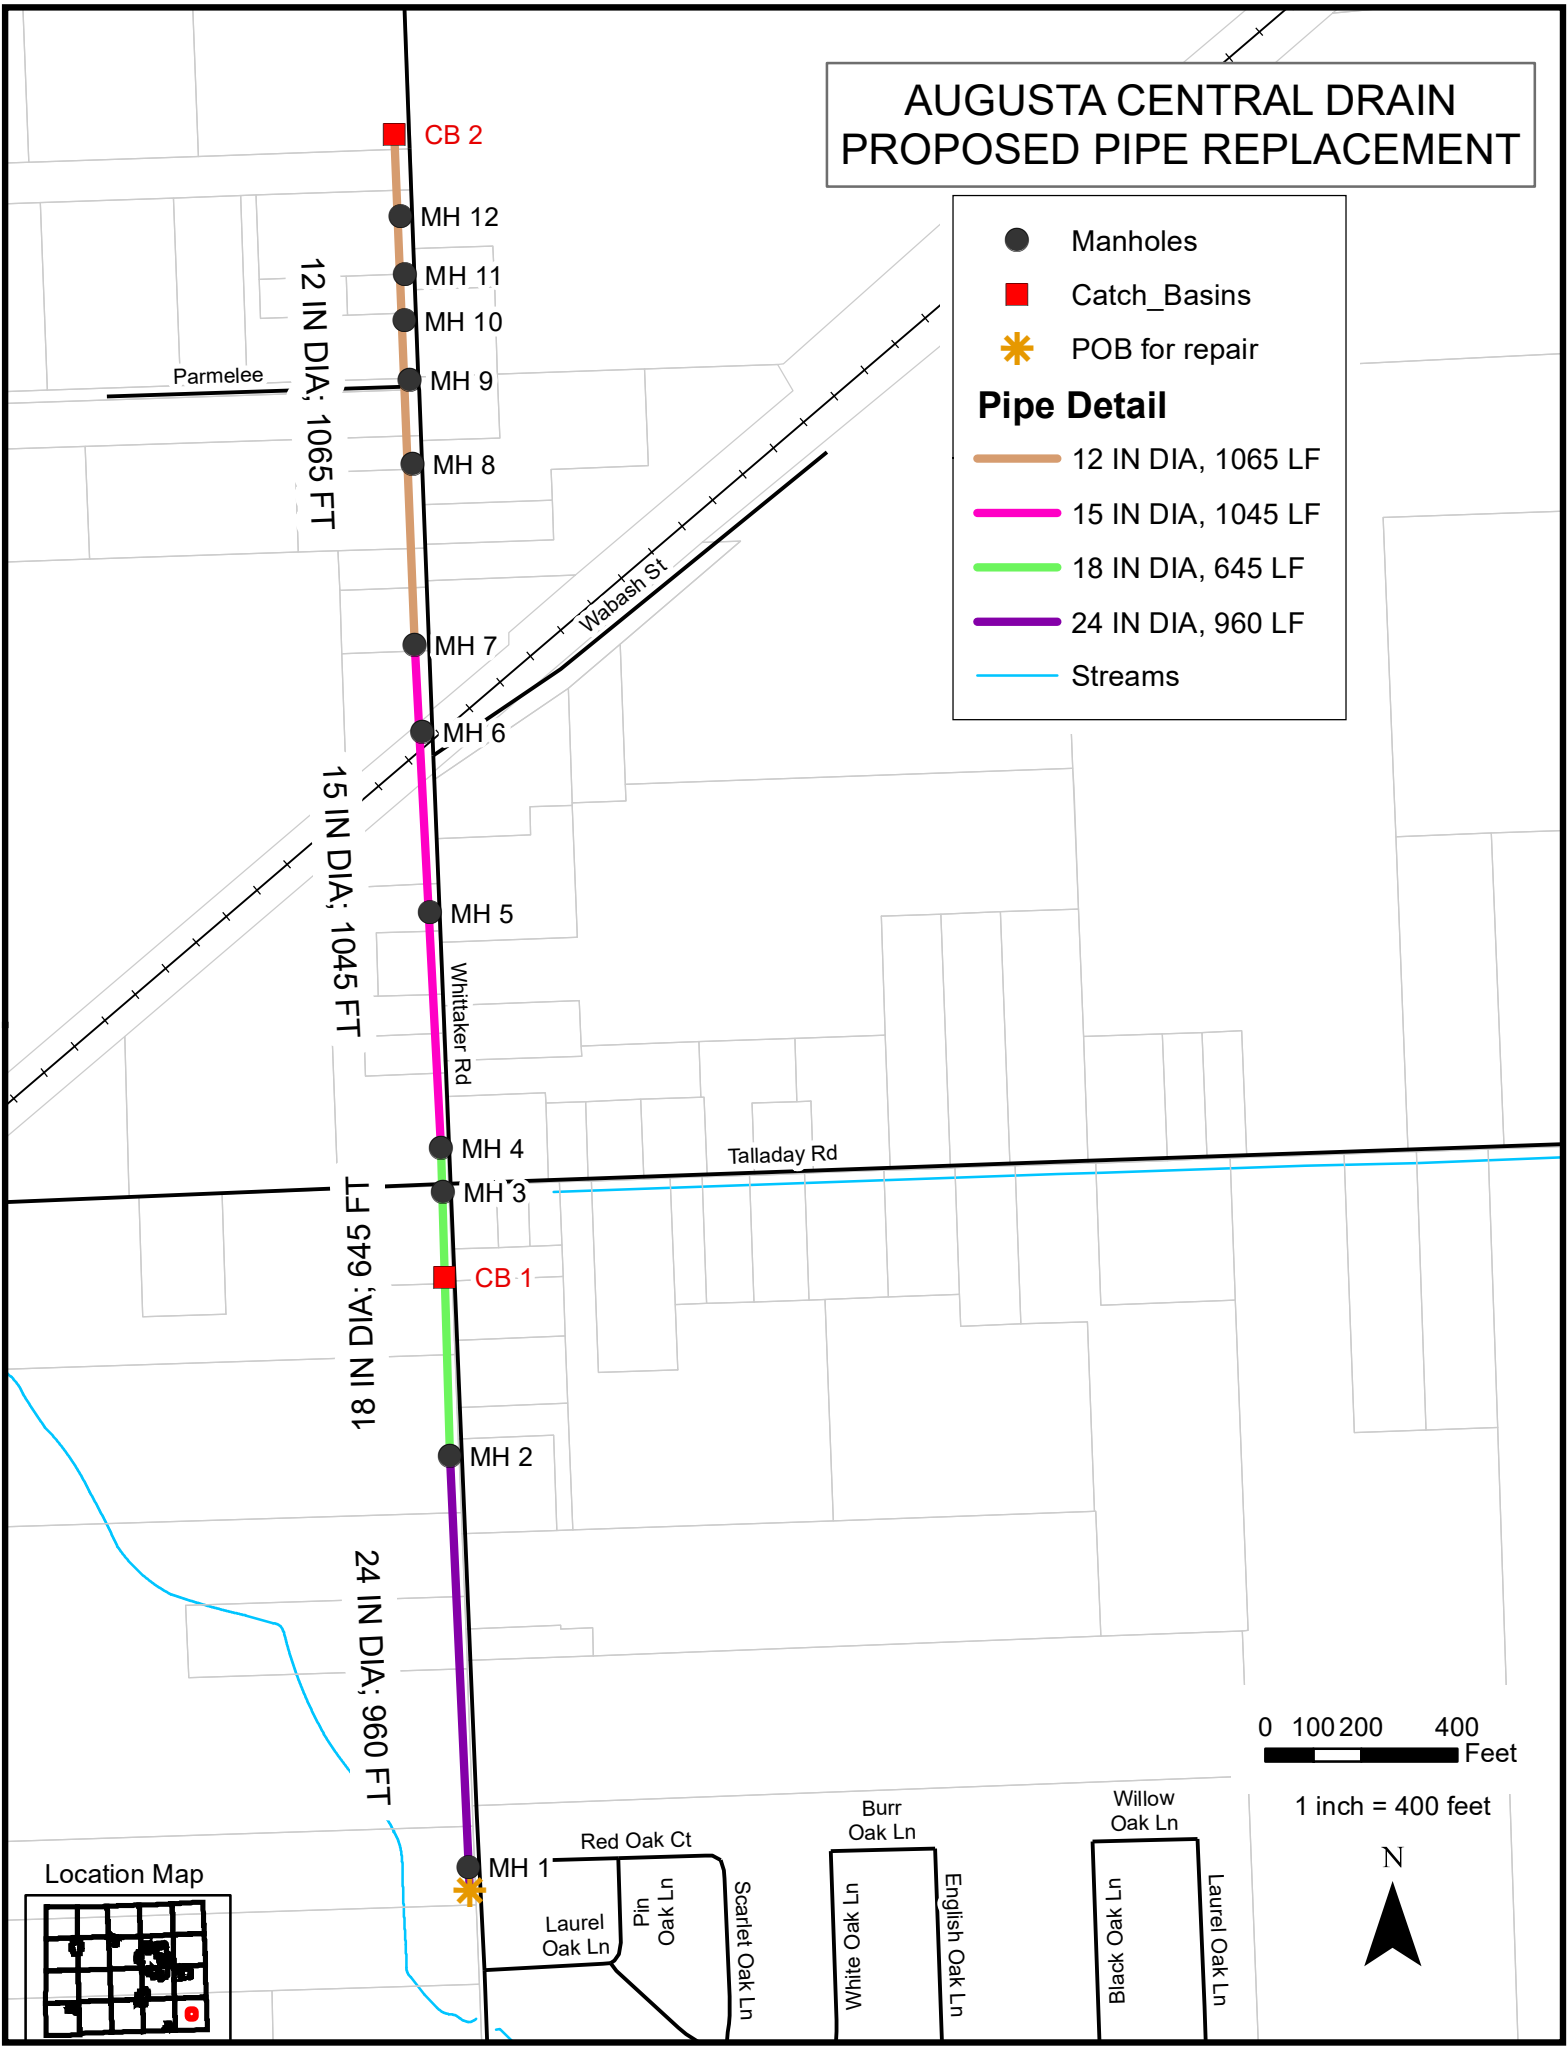 AUGUSTA CENTRAL DRAIN
PROPOSED PIPE REPLACEMENT
Manholes
Catch_Basins
POB for repair
Pipe Detail
12 IN DIA, 1065 LF
15 IN DIA, 1045 LF
18 IN DIA, 645 LF
24 IN DIA, 960 LF
Streams
CB 2
MH 12
MH 11
MH 10
MH 9
MH 8
MH 7
MH 6
MH 5
MH 4
MH 3
CB 1
MH 2
MH 1
12 IN DIA; 1065 FT
15 IN DIA; 1045 FT
18 IN DIA; 645 FT
24 IN DIA; 960 FT
Parmelee
Wabash St
Whittaker Rd
Talladay Rd
Red Oak Ct
Laurel
Oak Ln
Pin
Oak Ln
Scarlet Oak Ln
Burr
Oak Ln
White Oak Ln
English Oak Ln
Willow
Oak Ln
Black Oak Ln
Laurel Oak Ln
0 100 200 400
Feet
1 inch = 400 feet
N
Location Map